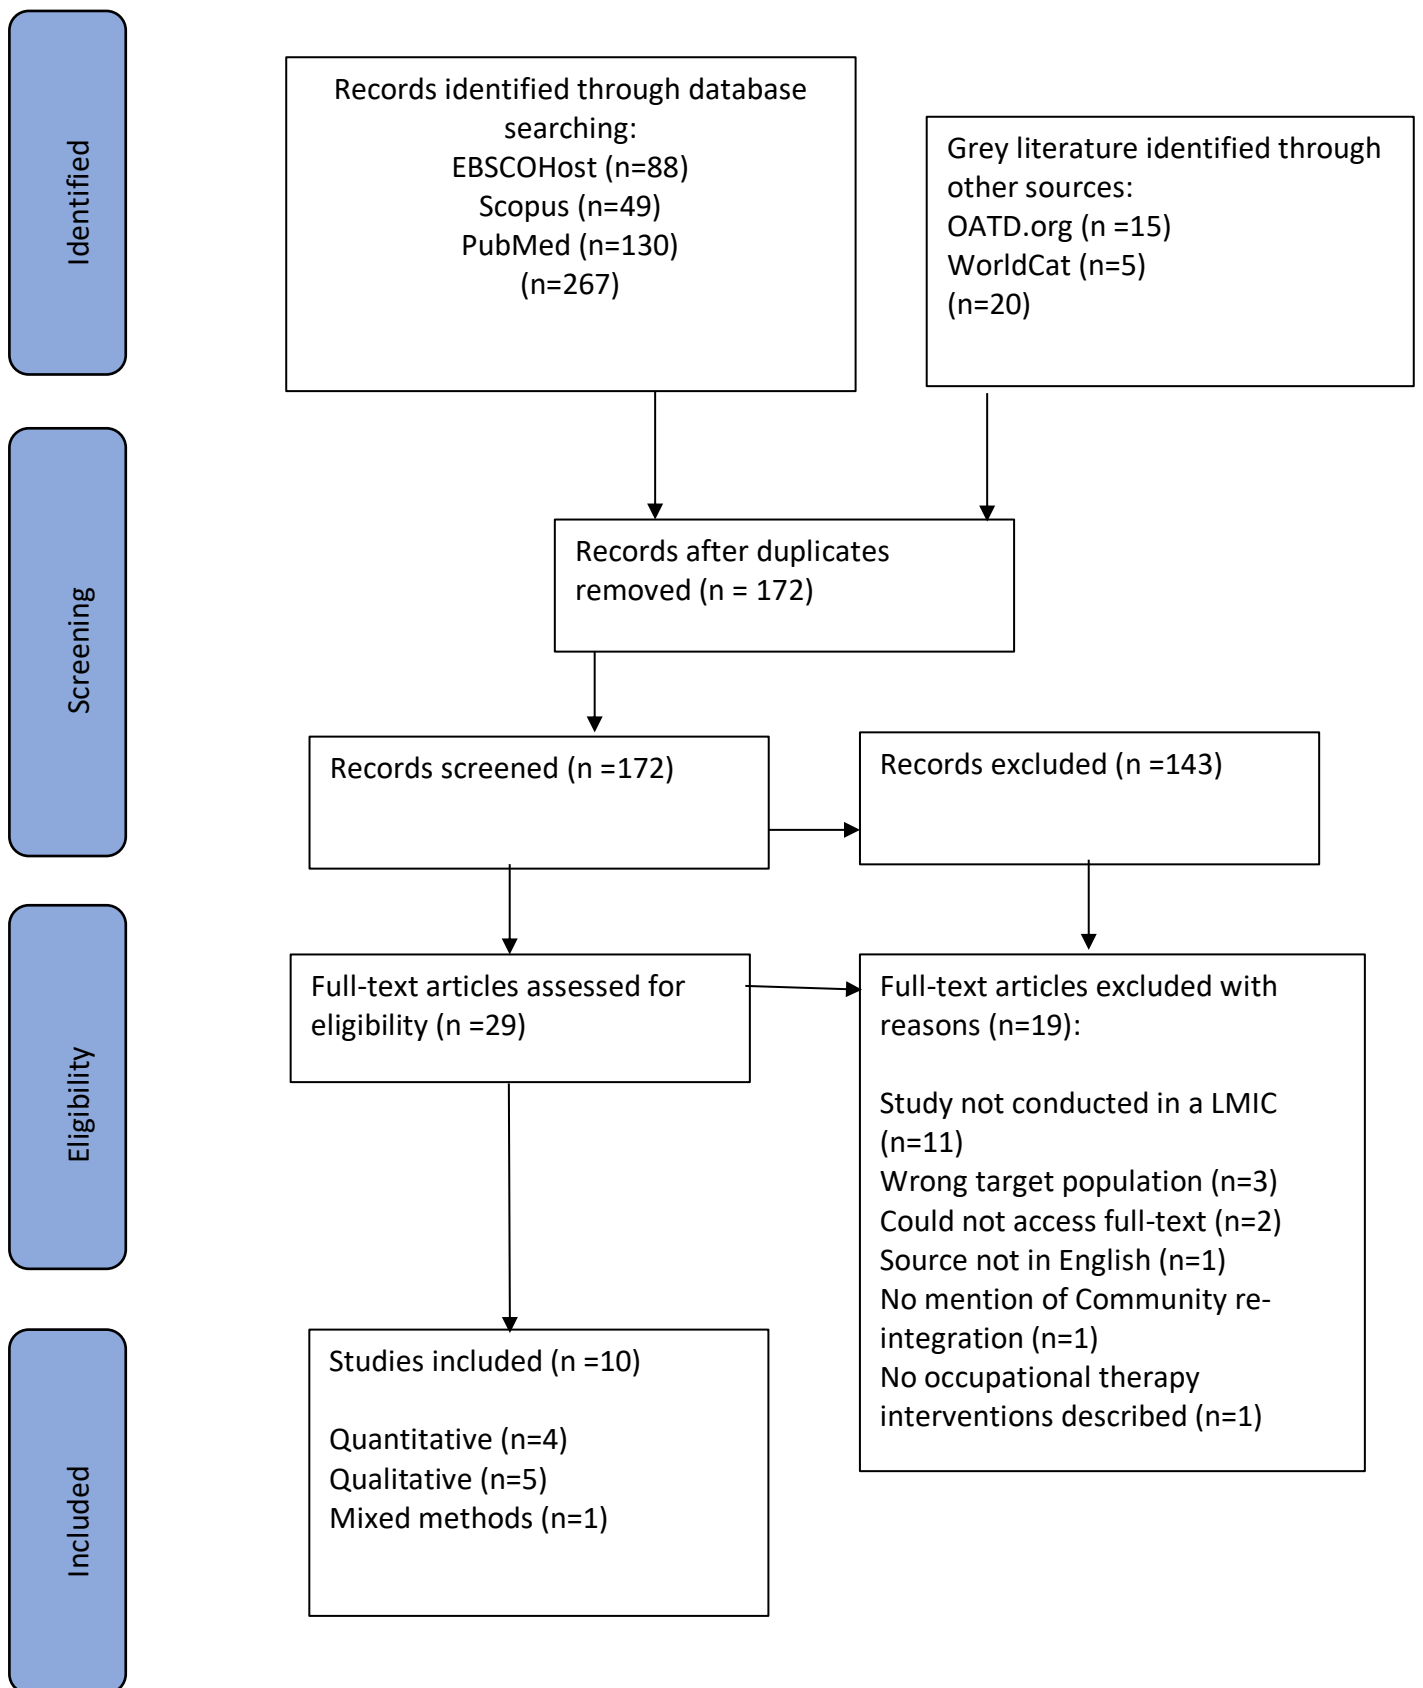 Identified
Records identified through database
searching:
EBSCOHost (n=88)
Scopus (n=49)
PubMed (n=130)
(n=267)
Grey literature identified through
other sources:
OATD.org (n =15)
WorldCat (n=5)
(n=20)
Screening
Records after duplicates
removed (n = 172)
Records screened (n =172)
Records excluded (n =143)
Eligibility
Full-text articles assessed for
eligibility (n =29)
Full-text articles excluded with
reasons (n=19):
Study not conducted in a LMIC
(n=11)
Wrong target population (n=3)
Could not access full-text (n=2)
Source not in English (n=1)
No mention of Community re-
integration (n=1)
No occupational therapy
interventions described (n=1)
Included
Studies included (n =10)
Quantitative (n=4)
Qualitative (n=5)
Mixed methods (n=1)